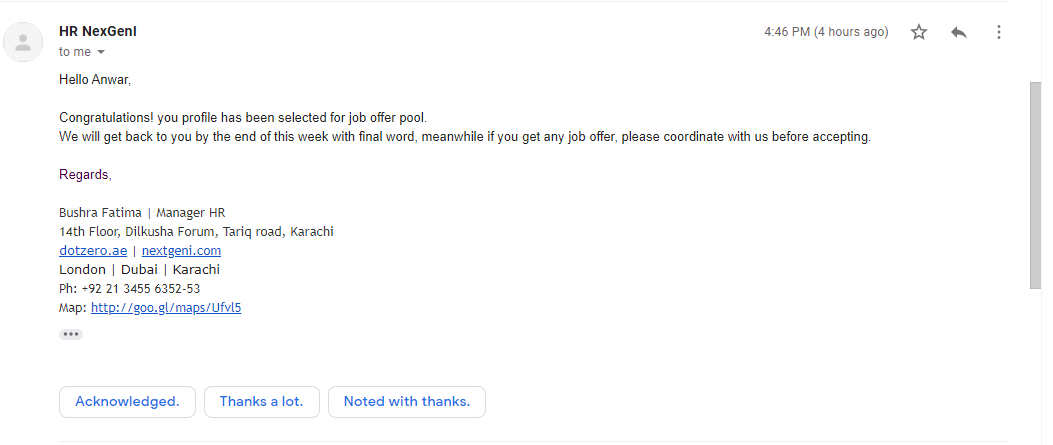 HR NexGenI
4:46 PM (4 hours ago)
to me
Hello Anwar,
Congratulations! you profile has been selected for job offer pool.
We will get back to you by the end of this week with final word, meanwhile if you get any job offer, please coordinate with us before accepting.
Regards,
Bushra Fatima | Manager HR
14th Floor, Dilkusha Forum, Tariq road, Karachi
dotzero.ae | nextgeni.com
London | Dubai | Karachi
Ph: +92 21 3455 6352-53
Map: http://goo.gl/maps/Ufvl5
Acknowledged.
Thanks a lot.
Noted with thanks.